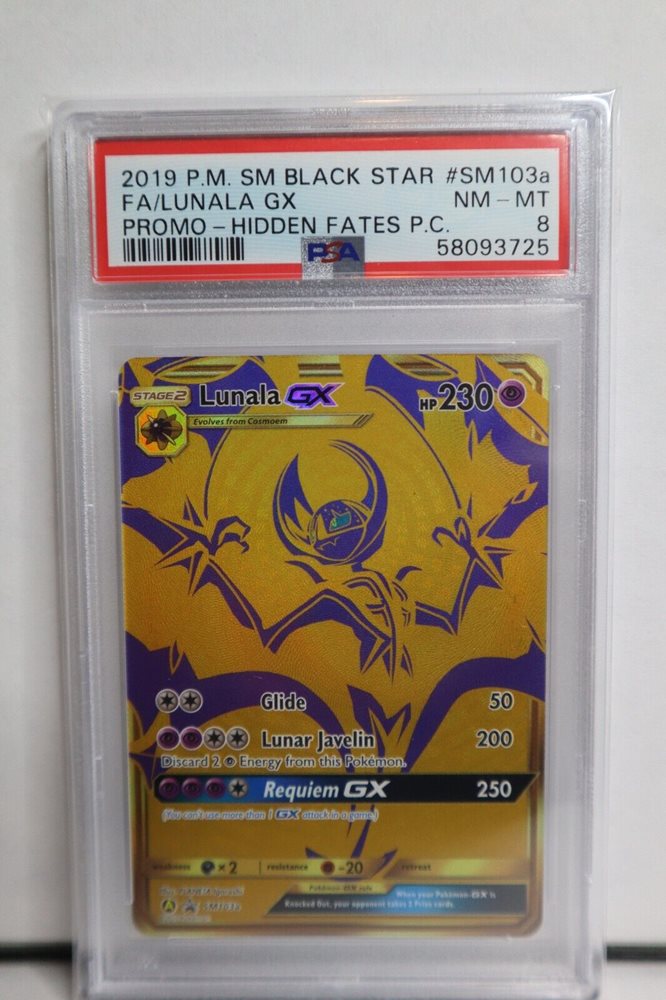 2019 P.M. SM BLACK STAR #SM103a
FA/LUNALA GX NM - MT
PROMO - HIDDEN FATES P.C. 8
PSA 58093725
STAGE2 Lunala GX HP 230
Evolves from Cosmoem
Glide 50
Lunar Javelin 200
Discard 2 Energy from this Pokémon.
Requiem GX 250
(You can't use more than 1 GX attack in a game.)
weakness ×2 resistance -20 retreat
Pokémon-GX rule
When your Pokémon-GX is
Knocked Out, your opponent takes 2 Prize cards.
SM103a